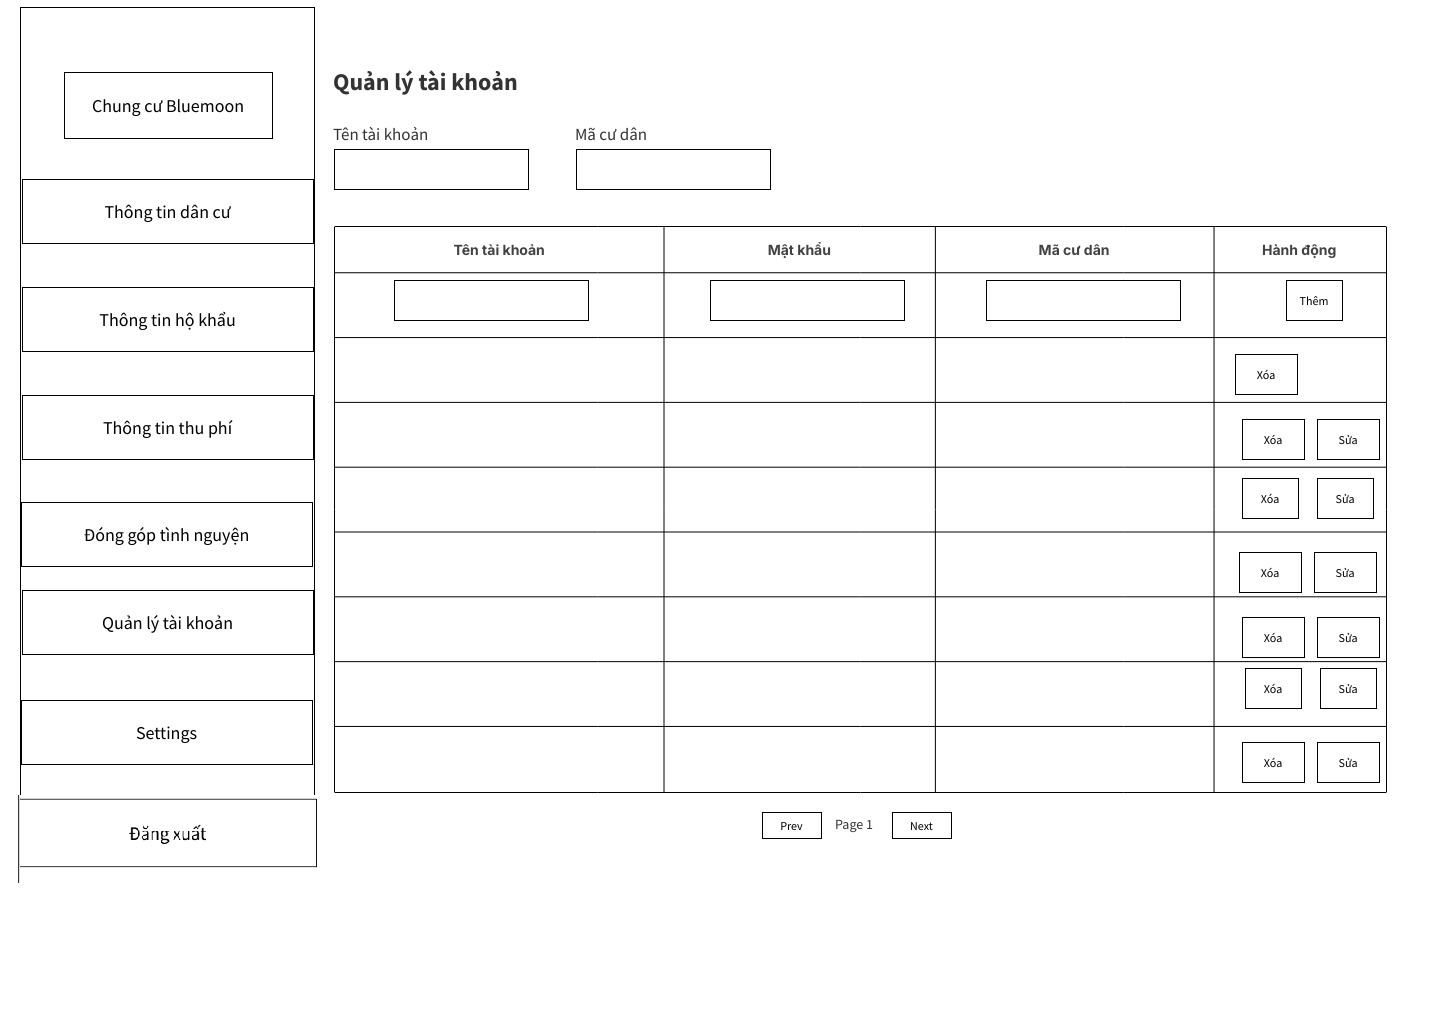 Chung cư Bluemoon
Thông tin dân cư
Thông tin hộ khẩu
Thông tin thu phí
Đóng góp tình nguyện
Quản lý tài khoản
Settings
Đăng xuất
Quản lý tài khoản
Tên tài khoản Mã cư dân
Tên tài khoản Mật khẩu Mã cư dân Hành động
Thêm
Xóa
Xóa Sửa
Xóa Sửa
Xóa Sửa
Xóa Sửa
Xóa Sửa
Xóa Sửa
Prev Page 1 Next